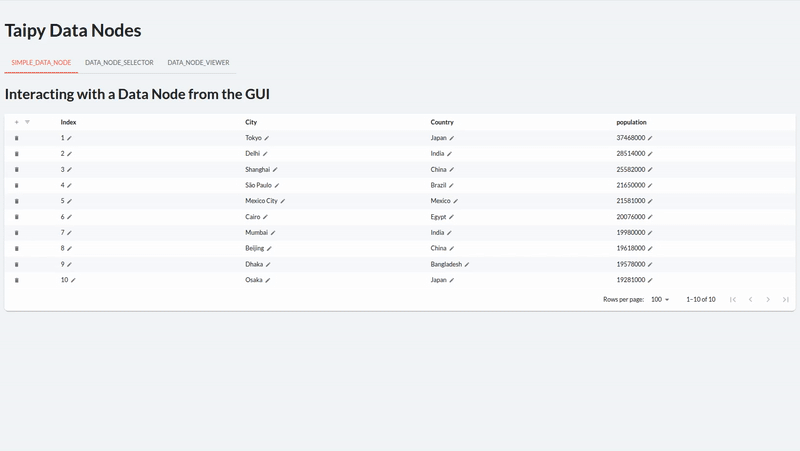 Taipy Data Nodes
SIMPLE_DATA_NODE DATA_NODE_SELECTOR DATA_NODE_VIEWER
Interacting with a Data Node from the GUI
Index City Country population
1 Tokyo Japan 37468000
2 Delhi India 28514000
3 Shanghai China 25582000
4 São Paulo Brazil 21650000
5 Mexico City Mexico 21581000
6 Cairo Egypt 20076000
7 Mumbai India 19980000
8 Beijing China 19618000
9 Dhaka Bangladesh 19578000
10 Osaka Japan 19281000
Rows per page: 100 1–10 of 10